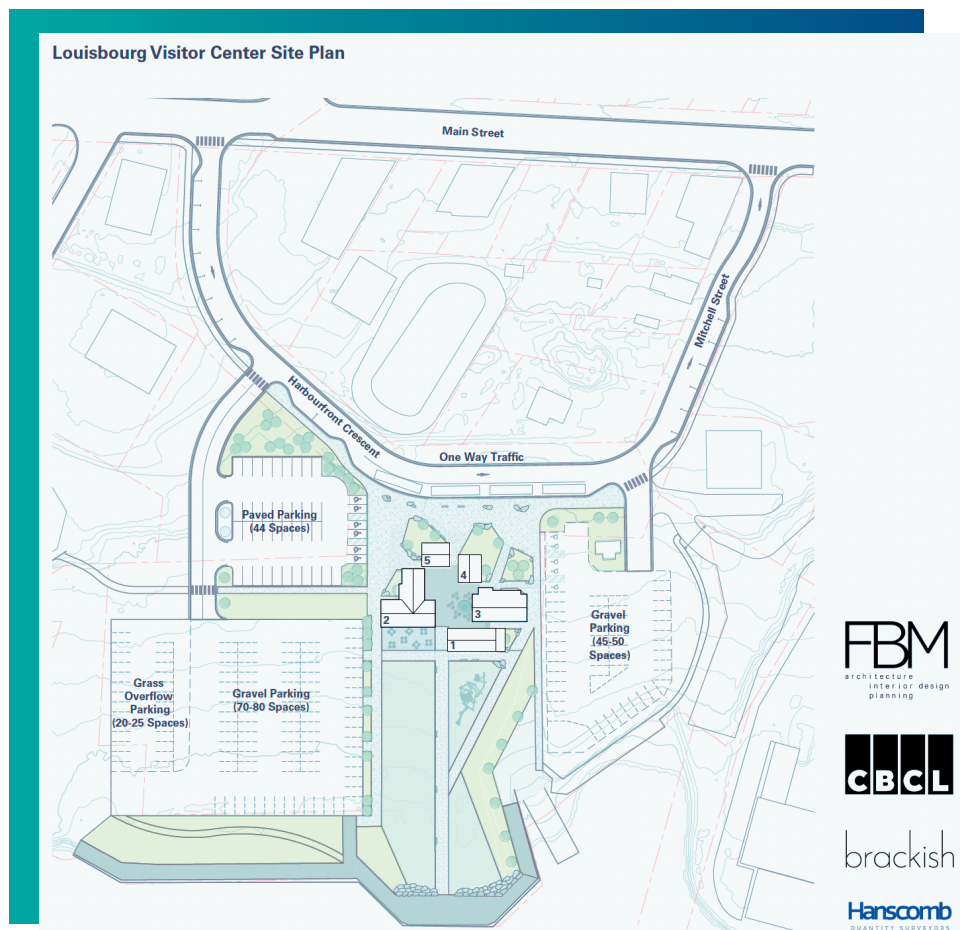 Louisbourg Visitor Center Site Plan
Main Street
Mitchell Street
Harbourfront Crescent
One Way Traffic
Paved Parking
(44 Spaces)
5
4
2
3
1
Gravel
Parking
(45-50
Spaces)
Grass
Overflow
Parking
(20-25 Spaces)
Gravel Parking
(70-80 Spaces)
FBM
architecture
interior design
planning
CBCL
brackish
Hanscomb
QUANTITY SURVEYORS